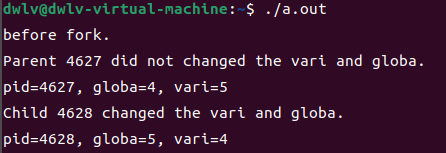 dwlv@dwlv-virtual-machine:~$ ./a.out
before fork.
Parent 4627 did not changed the vari and globa.
pid=4627, globa=4, vari=5
Child 4628 changed the vari and globa.
pid=4628, globa=5, vari=4